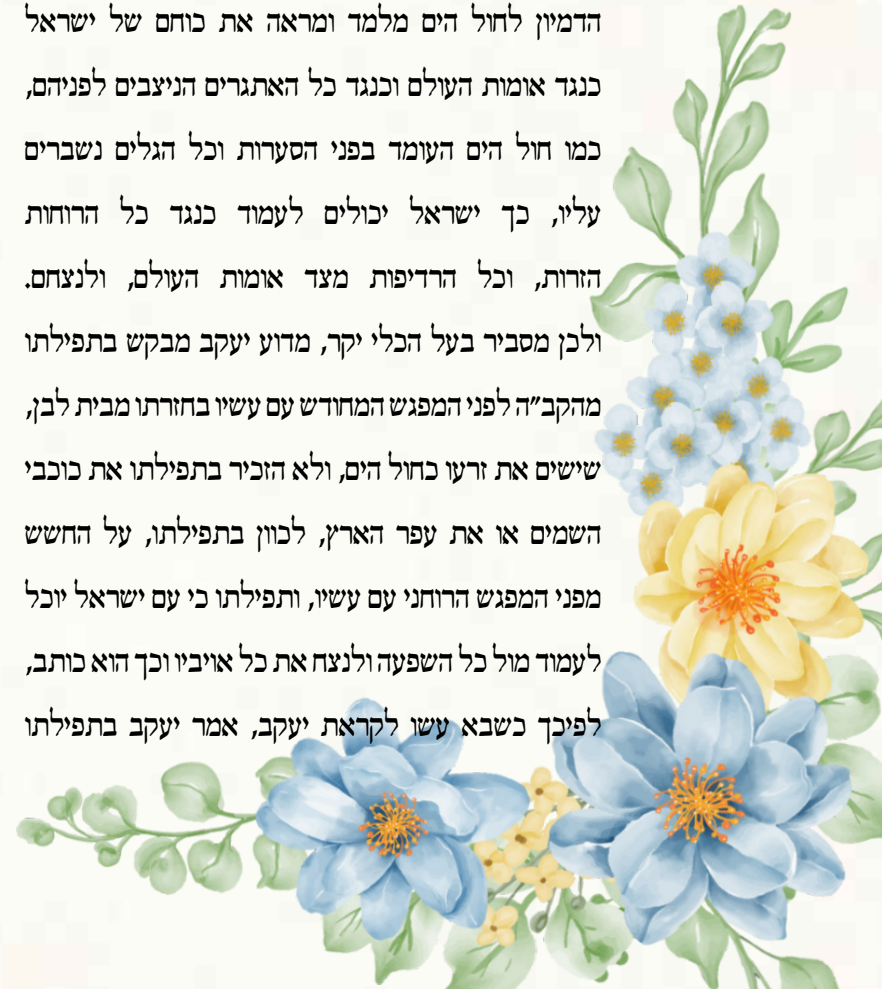 הדמיון לחול הים מלמד ומראה את כוחם של ישראל
כנגד אומות העולם וכנגד כל האתגרים הניצבים לפניהם,
כמו חול הים העומד בפני הסערות וכל הגלים נשברים
עליו, כך ישראל יכולים לעמוד כנגד כל הרוחות
הזרות, וכל הרדיפות מצד אומות העולם, ולנצחם.
ולכן מסביר בעל הכלי יקר, מדוע יעקב מבקש בתפילתו
מהקב״ה לפני המפגש המחודש עם עשיו בחזרתו מבית לבן,
שישים את זרעו כחול הים, ולא הזכיר בתפילתו את כוכבי
השמים או את עפר הארץ, לכוון בתפילתו, על החשש
מפני המפגש הרוחני עם עשיו, ותפילתו כי עם ישראל יוכל
לעמוד מול כל השפעה ולנצח את כל אויביו וכך הוא כותב,
לפיכך כשבא עשו לקראת יעקב, אמר יעקב בתפילתו